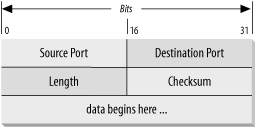 Bits
0 16 31
Source Port Destination Port
Length Checksum
data begins here ...